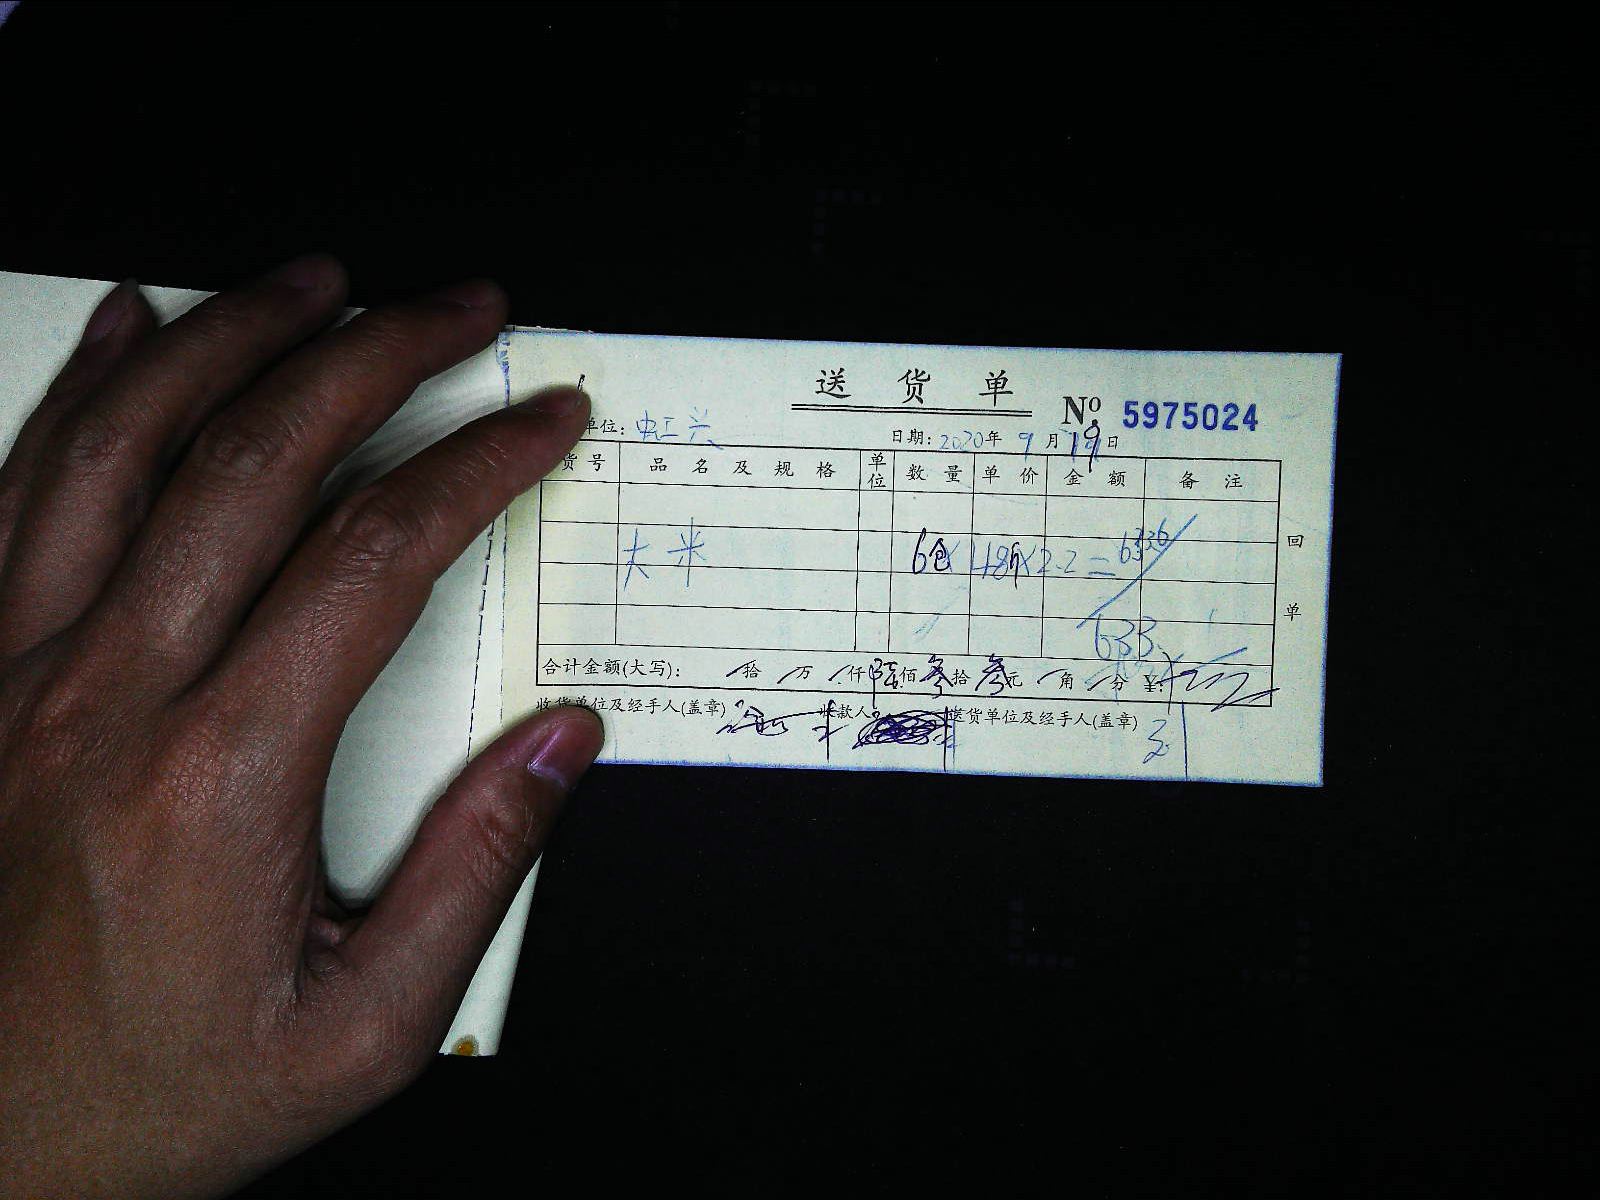 送货单
№ 5975024
单位: 虹兴 日期: 2020年 9月19日
货号 品名及规格 单位 数量 单价 金额 备注
大米 6包× 48斤×2.2= 633.6
633.
回单
合计金额(大写): 拾 万 仟 陆佰叁拾叁元 角 分
收货单位及经手人(盖章) 收款人 送货单位及经手人(盖章)